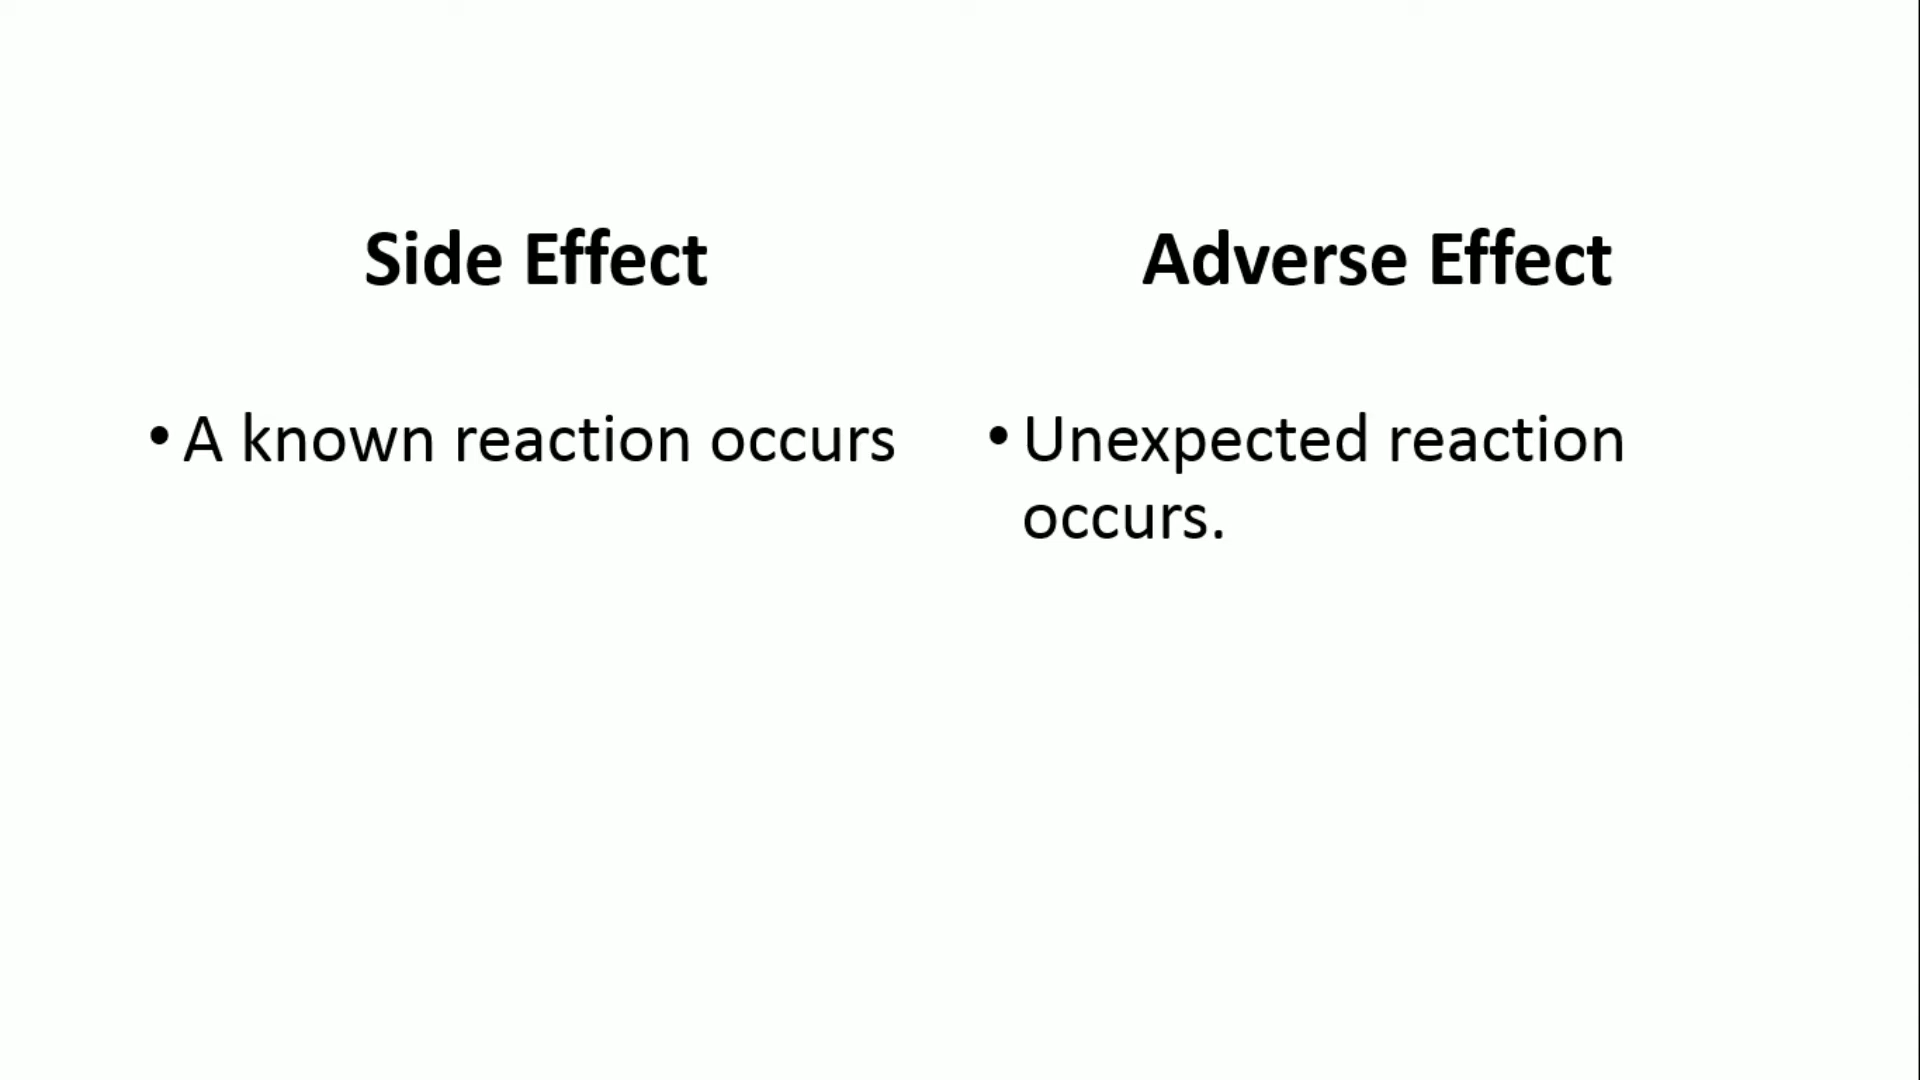 Side Effect
• A known reaction occurs
Adverse Effect
• Unexpected reaction
occurs.